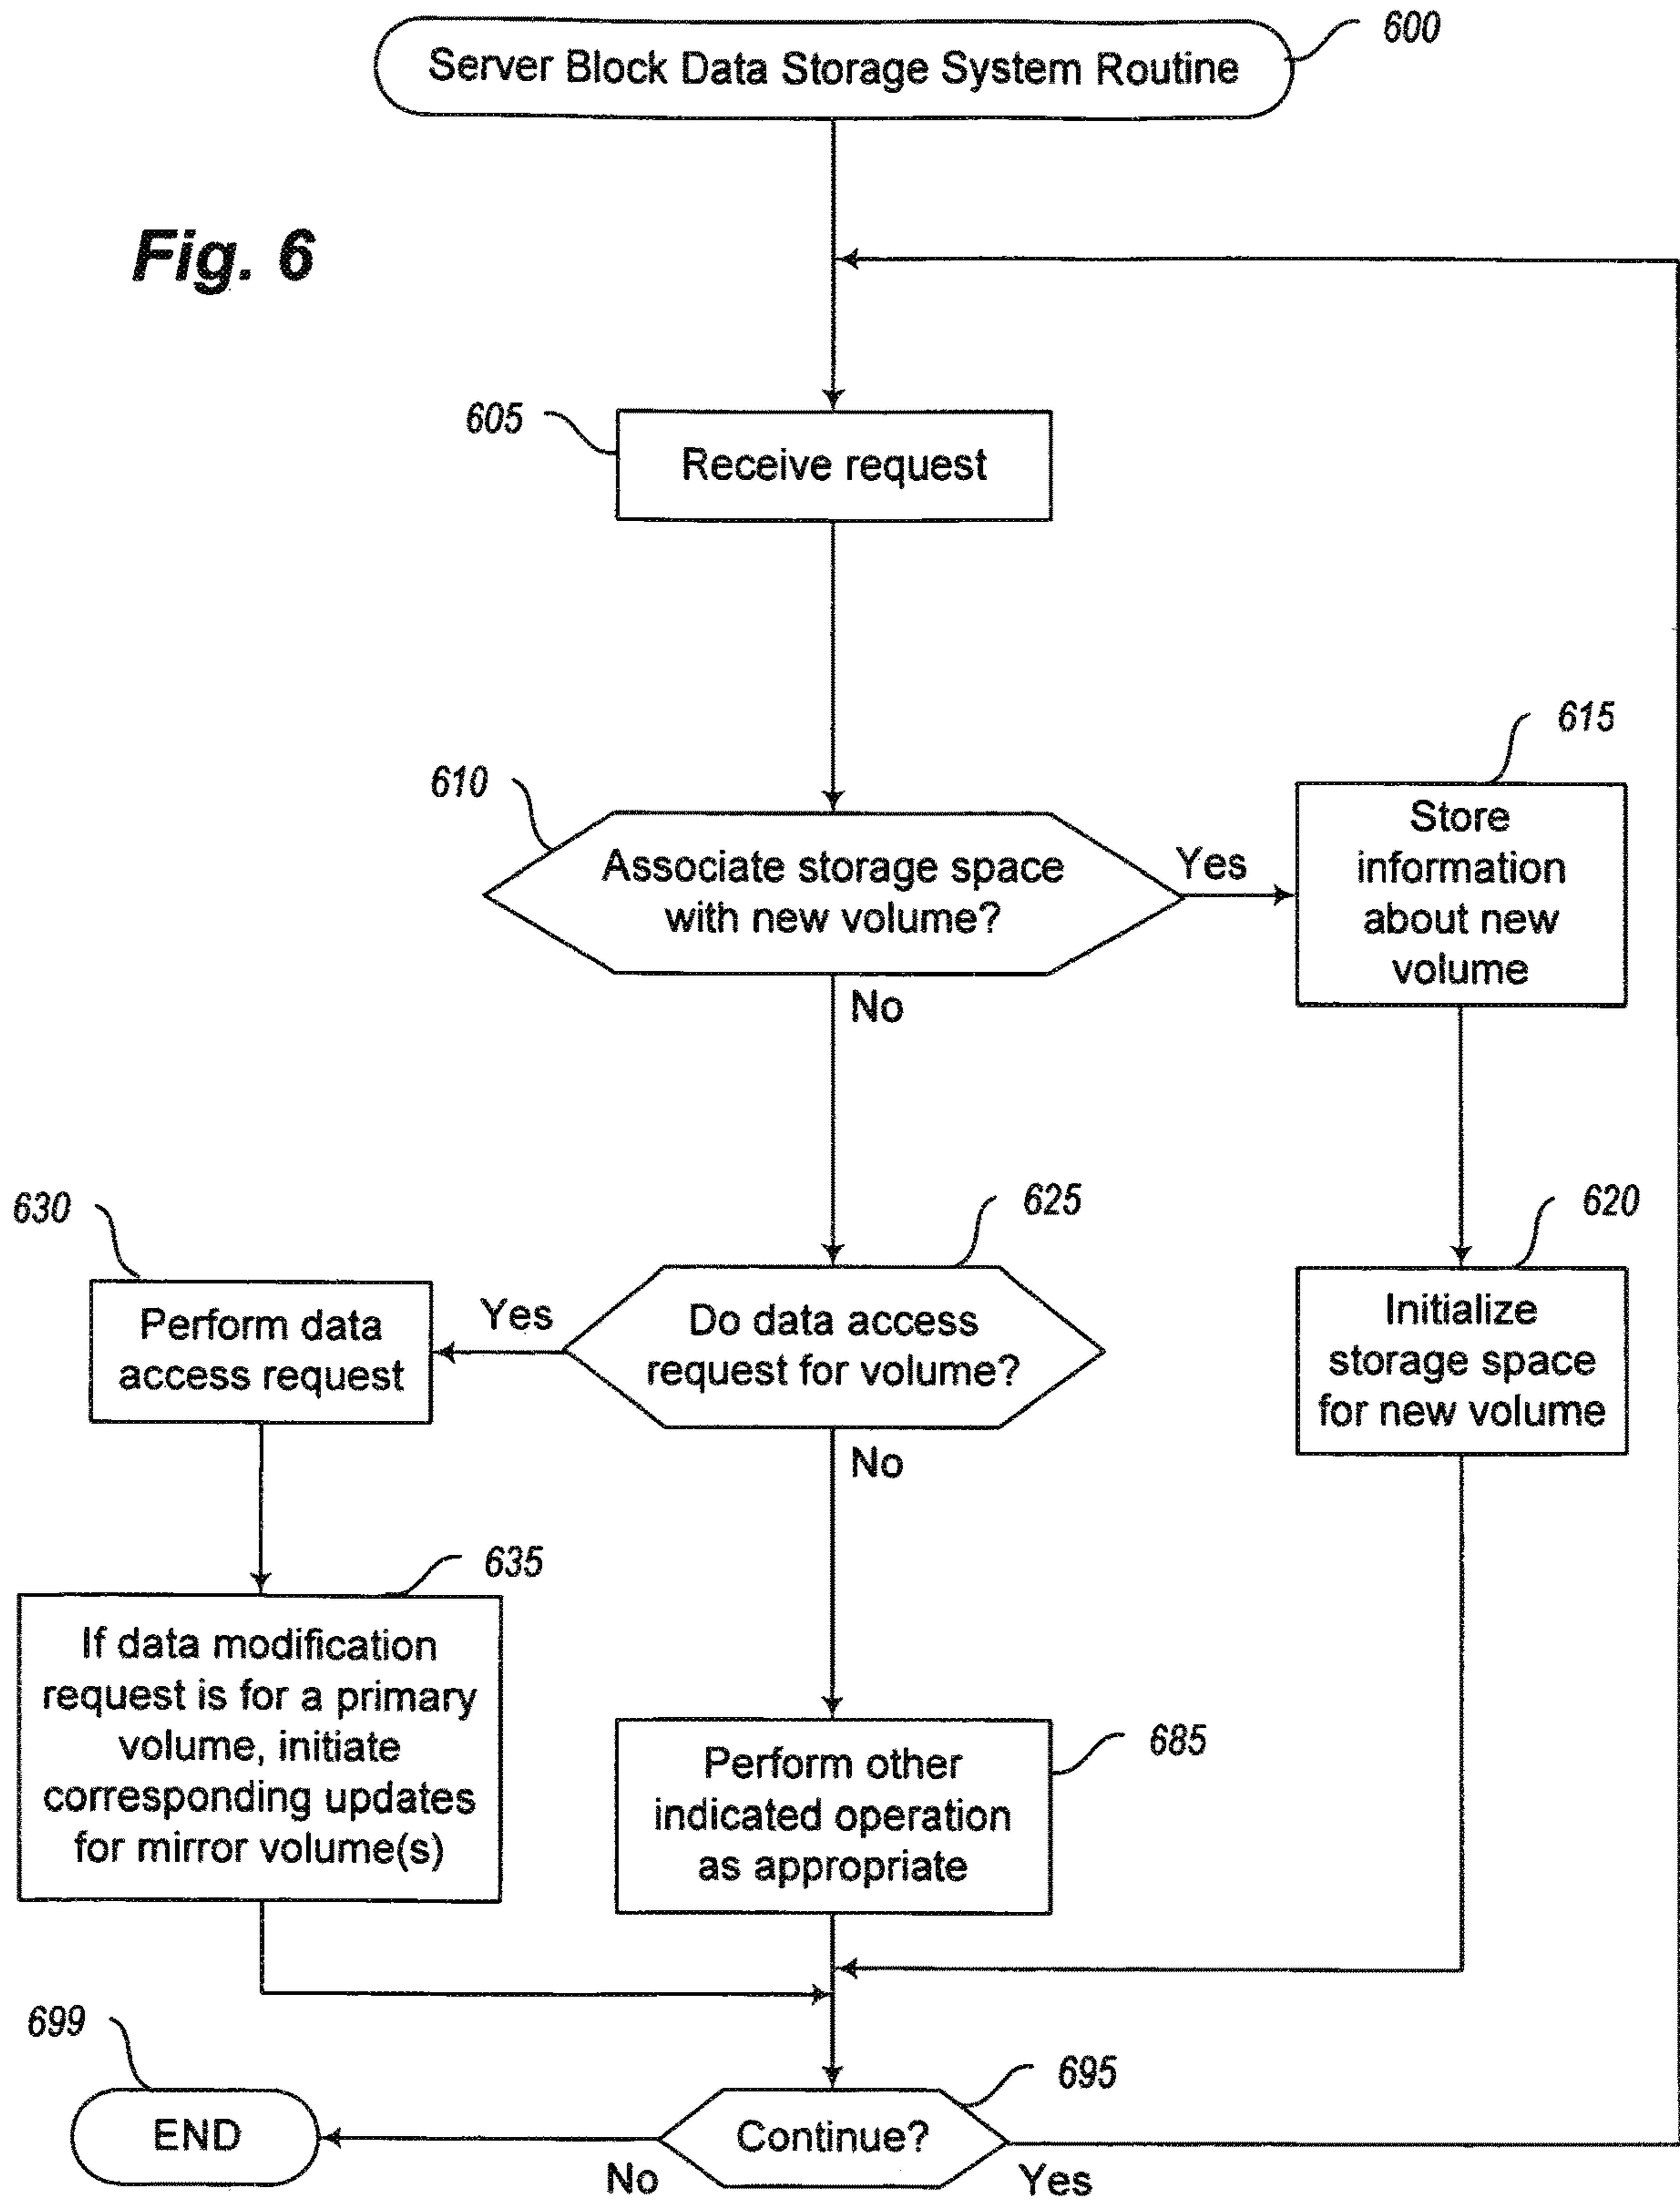 600
Server Block Data Storage System Routine
Fig. 6
605
Receive request
610
Associate storage space
with new volume?
Yes
No
615
Store
information
about new
volume
620
Initialize
storage space
for new volume
625
Do data access
request for volume?
Yes
No
630
Perform data
access request
635
If data modification
request is for a primary
volume, initiate
corresponding updates
for mirror volume(s)
685
Perform other
indicated operation
as appropriate
695
Continue?
No
Yes
699
END